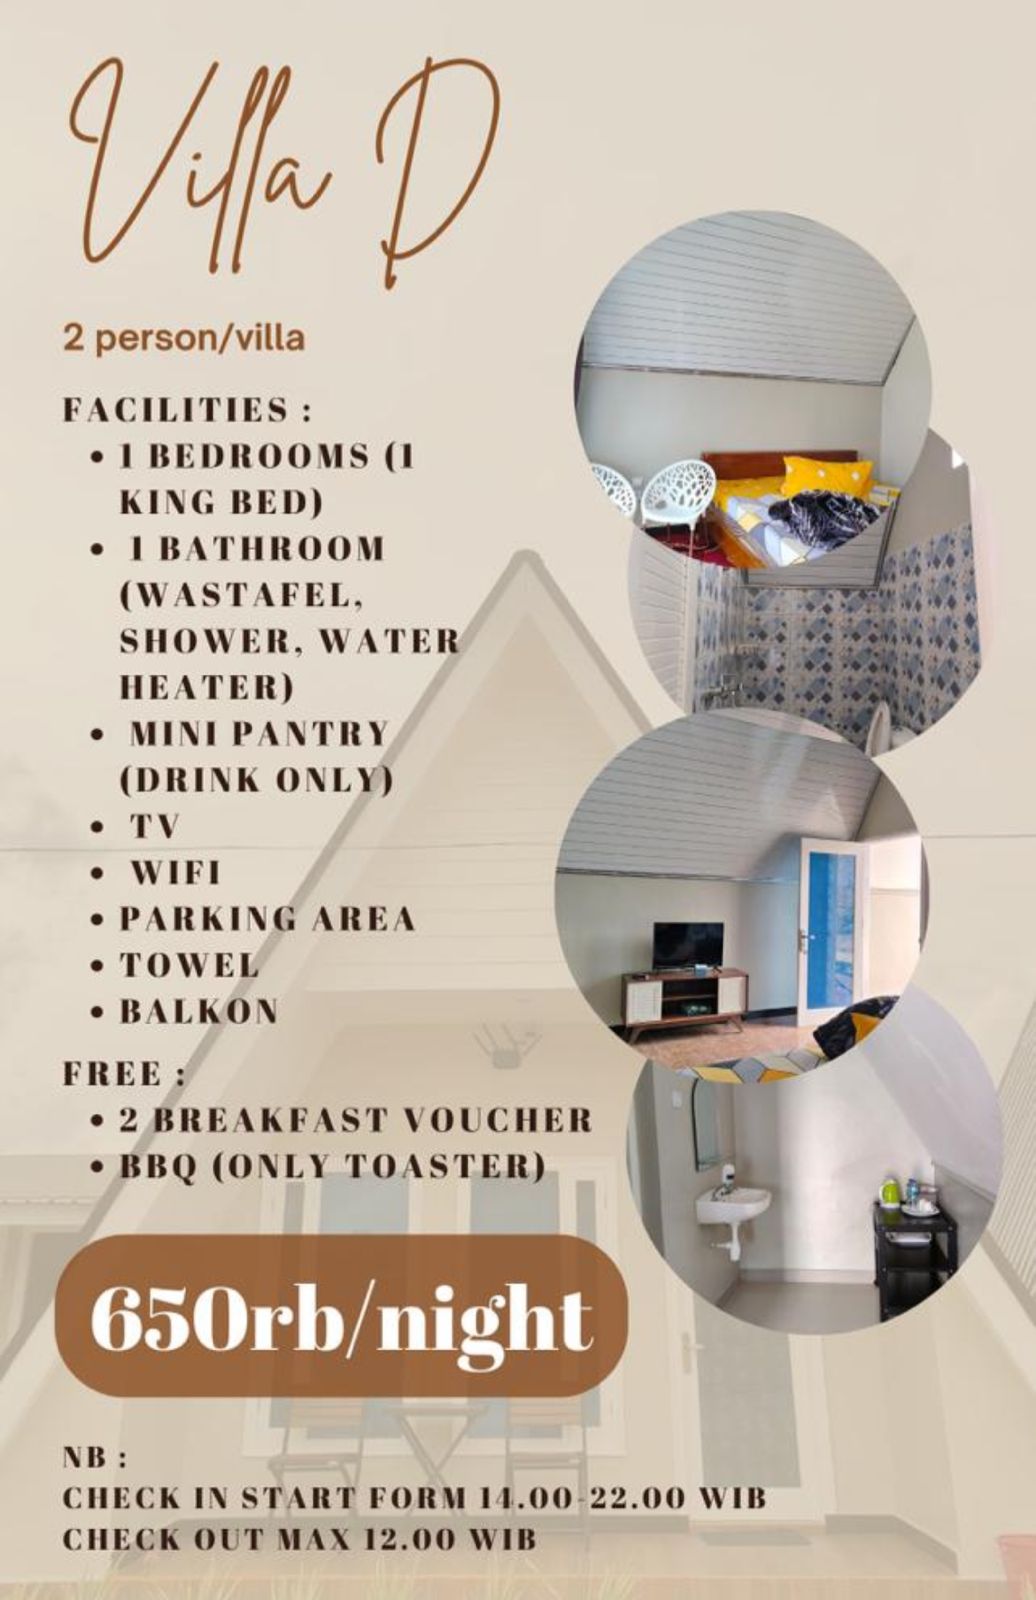 Villa D
2 person/villa
FACILITIES :
• 1 BEDROOMS (1
KING BED)
• 1 BATHROOM
(WASTAFEL,
SHOWER, WATER
HEATER)
• MINI PANTRY
(DRINK ONLY)
• TV
• WIFI
• PARKING AREA
• TOWEL
• BALKON
FREE :
• 2 BREAKFAST VOUCHER
• BBQ (ONLY TOASTER)
650rb/night
NB :
CHECK IN START FORM 14.00-22.00 WIB
CHECK OUT MAX 12.00 WIB